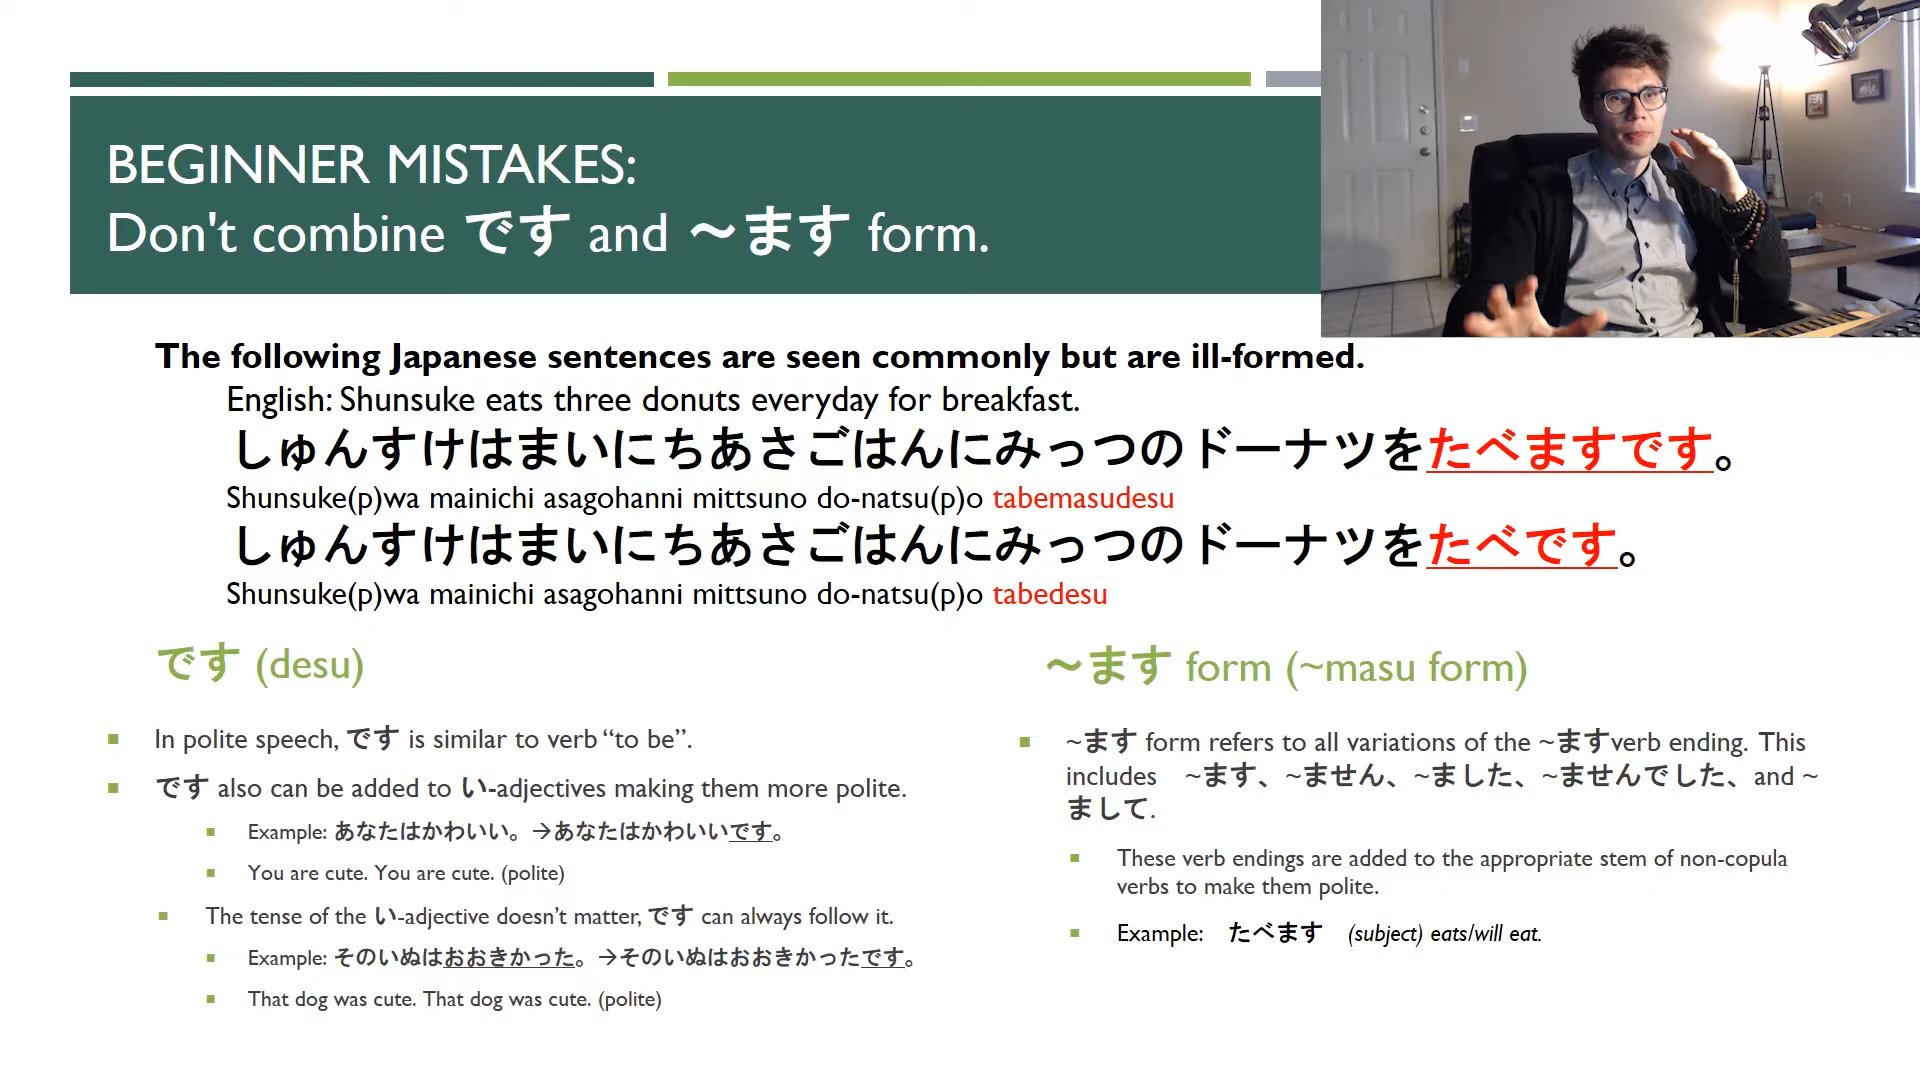 BEGINNER MISTAKES:
Don't combine です and ～ます form.
The following Japanese sentences are seen commonly but are ill-formed.
English: Shunsuke eats three donuts everyday for breakfast.
しゅんすけはまいにちあさごはんにみっつのドーナツをたべますです。
Shunsuke(p)wa mainichi asagohanni mittsuno do-natsu(p)o tabemasudesu
しゅんすけはまいにちあさごはんにみっつのドーナツをたべです。
Shunsuke(p)wa mainichi asagohanni mittsuno do-natsu(p)o tabedesu
です (desu)
In polite speech, です is similar to verb “to be”.
です also can be added to い-adjectives making them more polite.
Example: あなたはかわいい。→あなたはかわいいです。
You are cute. You are cute. (polite)
The tense of the い-adjective doesn’t matter, です can always follow it.
Example: そのいぬはおおきかった。→そのいぬはおおきかったです。
That dog was cute. That dog was cute. (polite)
～ます form (~masu form)
~ます form refers to all variations of the ~ますverb ending. This
includes ~ます、~ません、~ました、~ませんでした、and ~
まして.
These verb endings are added to the appropriate stem of non-copula
verbs to make them polite.
Example: たべます (subject) eats/will eat.